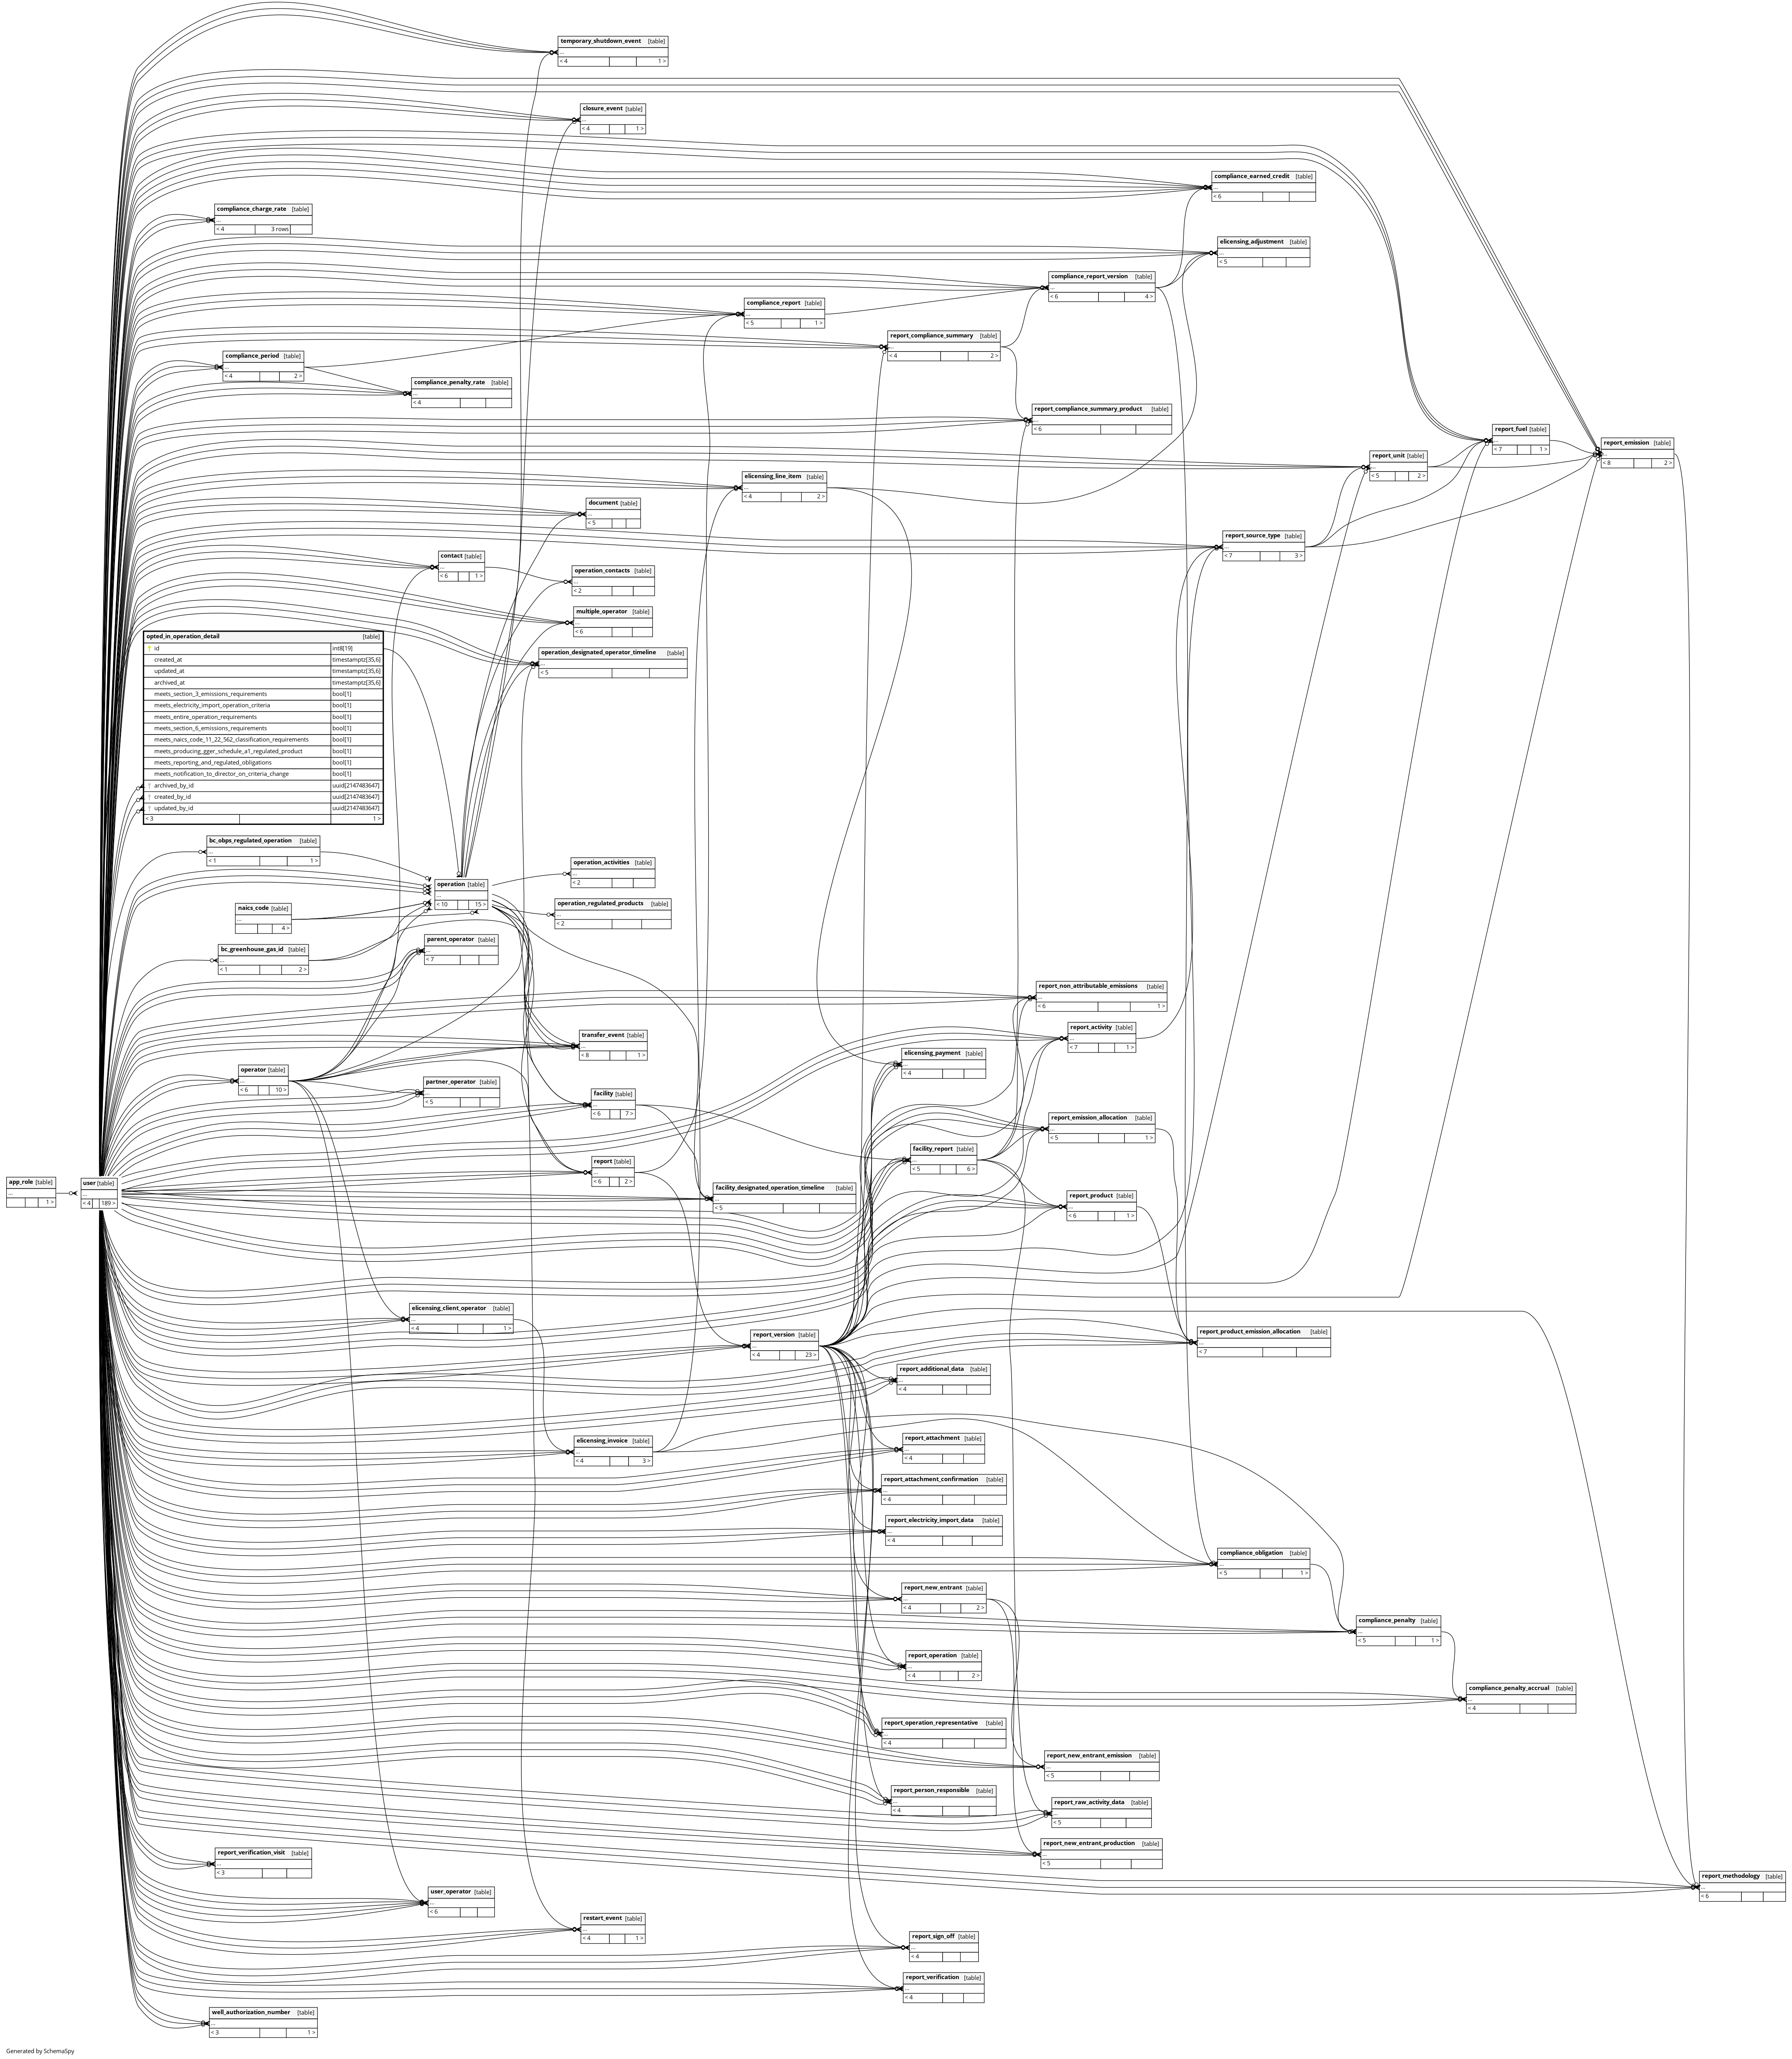 temporary_shutdown_event [table]
...
< 4 1 >
closure_event [table]
...
< 4 1 >
compliance_earned_credit [table]
...
< 6
compliance_charge_rate [table]
...
< 4 3 rows
elicensing_adjustment [table]
...
< 5
compliance_report_version [table]
...
< 6 4 >
compliance_report [table]
...
< 5 1 >
report_compliance_summary [table]
...
< 4 2 >
compliance_period [table]
...
< 4 2 >
compliance_penalty_rate [table]
...
< 4
report_compliance_summary_product [table]
...
< 6
report_fuel [table]
...
< 7 1 >
report_emission [table]
...
< 8 2 >
report_unit [table]
...
< 5 2 >
elicensing_line_item [table]
...
< 4 2 >
document [table]
...
< 5
report_source_type [table]
...
< 7 3 >
contact [table]
...
< 6 1 >
operation_contacts [table]
...
< 2
multiple_operator [table]
...
< 6
operation_designated_operator_timeline [table]
...
< 5
opted_in_operation_detail [table]
id int8[19]
created_at timestamptz[35,6]
updated_at timestamptz[35,6]
archived_at timestamptz[35,6]
meets_section_3_emissions_requirements bool[1]
meets_electricity_import_operation_criteria bool[1]
meets_entire_operation_requirements bool[1]
meets_section_6_emissions_requirements bool[1]
meets_naics_code_11_22_562_classification_requirements bool[1]
meets_producing_gger_schedule_a1_regulated_product bool[1]
meets_reporting_and_regulated_obligations bool[1]
meets_notification_to_director_on_criteria_change bool[1]
archived_by_id uuid[2147483647]
created_by_id uuid[2147483647]
updated_by_id uuid[2147483647]
< 3 1 >
bc_obps_regulated_operation [table]
...
< 1 1 >
operation_activities [table]
...
< 2
operation [table]
...
< 10 15 >
operation_regulated_products [table]
...
< 2
naics_code [table]
...
4 >
parent_operator [table]
...
< 7
bc_greenhouse_gas_id [table]
...
< 1 2 >
report_non_attributable_emissions [table]
...
< 6 1 >
report_activity [table]
...
< 7 1 >
transfer_event [table]
...
< 8 1 >
elicensing_payment [table]
...
< 4
operator [table]
...
< 6 10 >
partner_operator [table]
...
< 5
facility [table]
...
< 6 7 >
report_emission_allocation [table]
...
< 5 1 >
facility_report [table]
...
< 5 6 >
report [table]
...
< 6 2 >
app_role [table]
...
1 >
user [table]
...
< 4 189 >
facility_designated_operation_timeline [table]
...
< 5
report_product [table]
...
< 6 1 >
elicensing_client_operator [table]
...
< 4 1 >
report_version [table]
...
< 4 23 >
report_product_emission_allocation [table]
...
< 7
report_additional_data [table]
...
< 4
elicensing_invoice [table]
...
< 4 3 >
report_attachment [table]
...
< 4
report_attachment_confirmation [table]
...
< 4
report_electricity_import_data [table]
...
< 4
compliance_obligation [table]
...
< 5 1 >
report_new_entrant [table]
...
< 4 2 >
compliance_penalty [table]
...
< 5 1 >
report_operation [table]
...
< 4 2 >
compliance_penalty_accrual [table]
...
< 4
report_operation_representative [table]
...
< 4
report_new_entrant_emission [table]
...
< 5
report_person_responsible [table]
...
< 4
report_raw_activity_data [table]
...
< 5
report_new_entrant_production [table]
...
< 5
report_verification_visit [table]
...
< 3
report_methodology [table]
...
< 6
user_operator [table]
...
< 6
restart_event [table]
...
< 4 1 >
report_sign_off [table]
...
< 4
report_verification [table]
...
< 4
well_authorization_number [table]
...
< 3 1 >
Generated by SchemaSpy